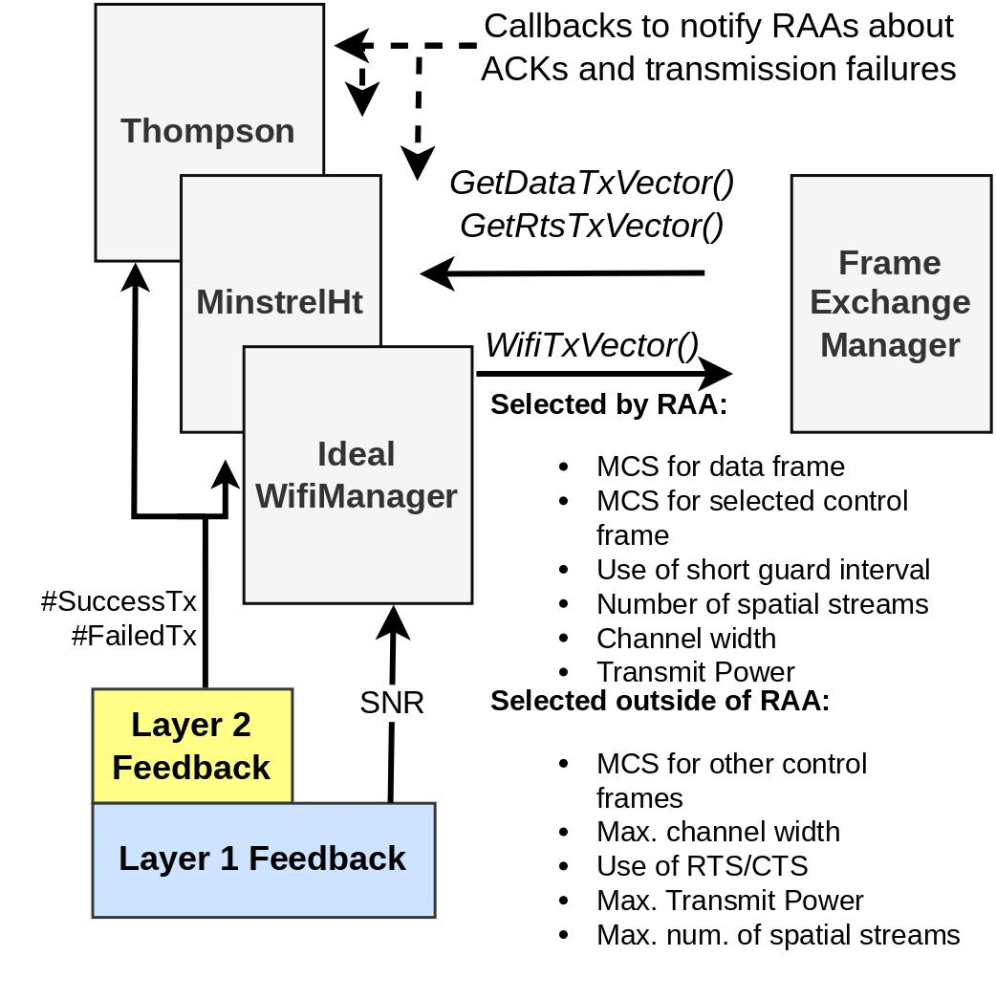 Callbacks to notify RAAs about
ACKs and transmission failures
Thompson
GetDataTxVector()
GetRtsTxVector()
MinstrelHt
Frame
Exchange
Manager
WifiTxVector()
Ideal
WifiManager
Selected by RAA:
• MCS for data frame
• MCS for selected control
frame
• Use of short guard interval
• Number of spatial streams
• Channel width
• Transmit Power
Selected outside of RAA:
• MCS for other control
frames
• Max. channel width
• Use of RTS/CTS
• Max. Transmit Power
• Max. num. of spatial streams
#SuccessTx
#FailedTx
SNR
Layer 2
Feedback
Layer 1 Feedback